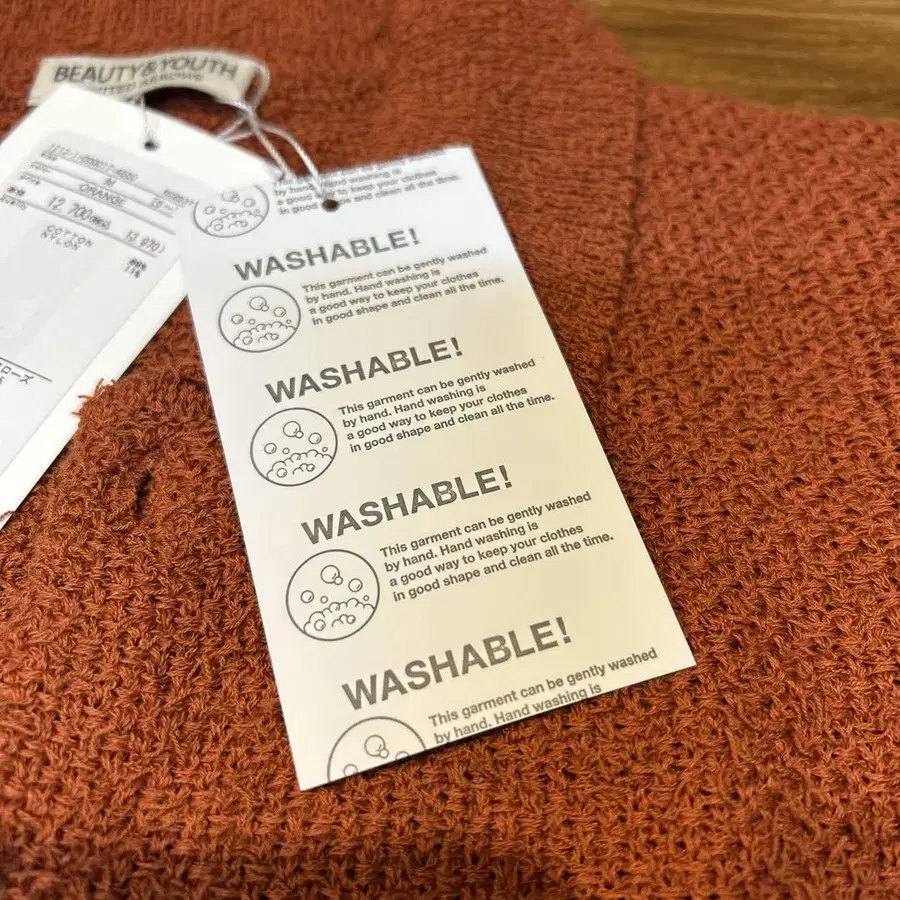 BEAUTY&YOUTH
UNITED ARROWS
M
ORANGE
12,700
13,970)
COTTON
NYLON
11%
ローズ
by hand. Hand washing is
a good way to keep your clothes
in good shape and clean all the time.
WASHABLE!
This garment can be gently washed
by hand. Hand washing is
a good way to keep your clothes
in good shape and clean all the time.
WASHABLE!
This garment can be gently washed
by hand. Hand washing is
a good way to keep your clothes
in good shape and clean all the time.
WASHABLE!
This garment can be gently washed
by hand. Hand washing is
a good way to keep your clothes
in good shape and clean all the time.
WASHABLE!
This garment can be gently washed
by hand. Hand washing is